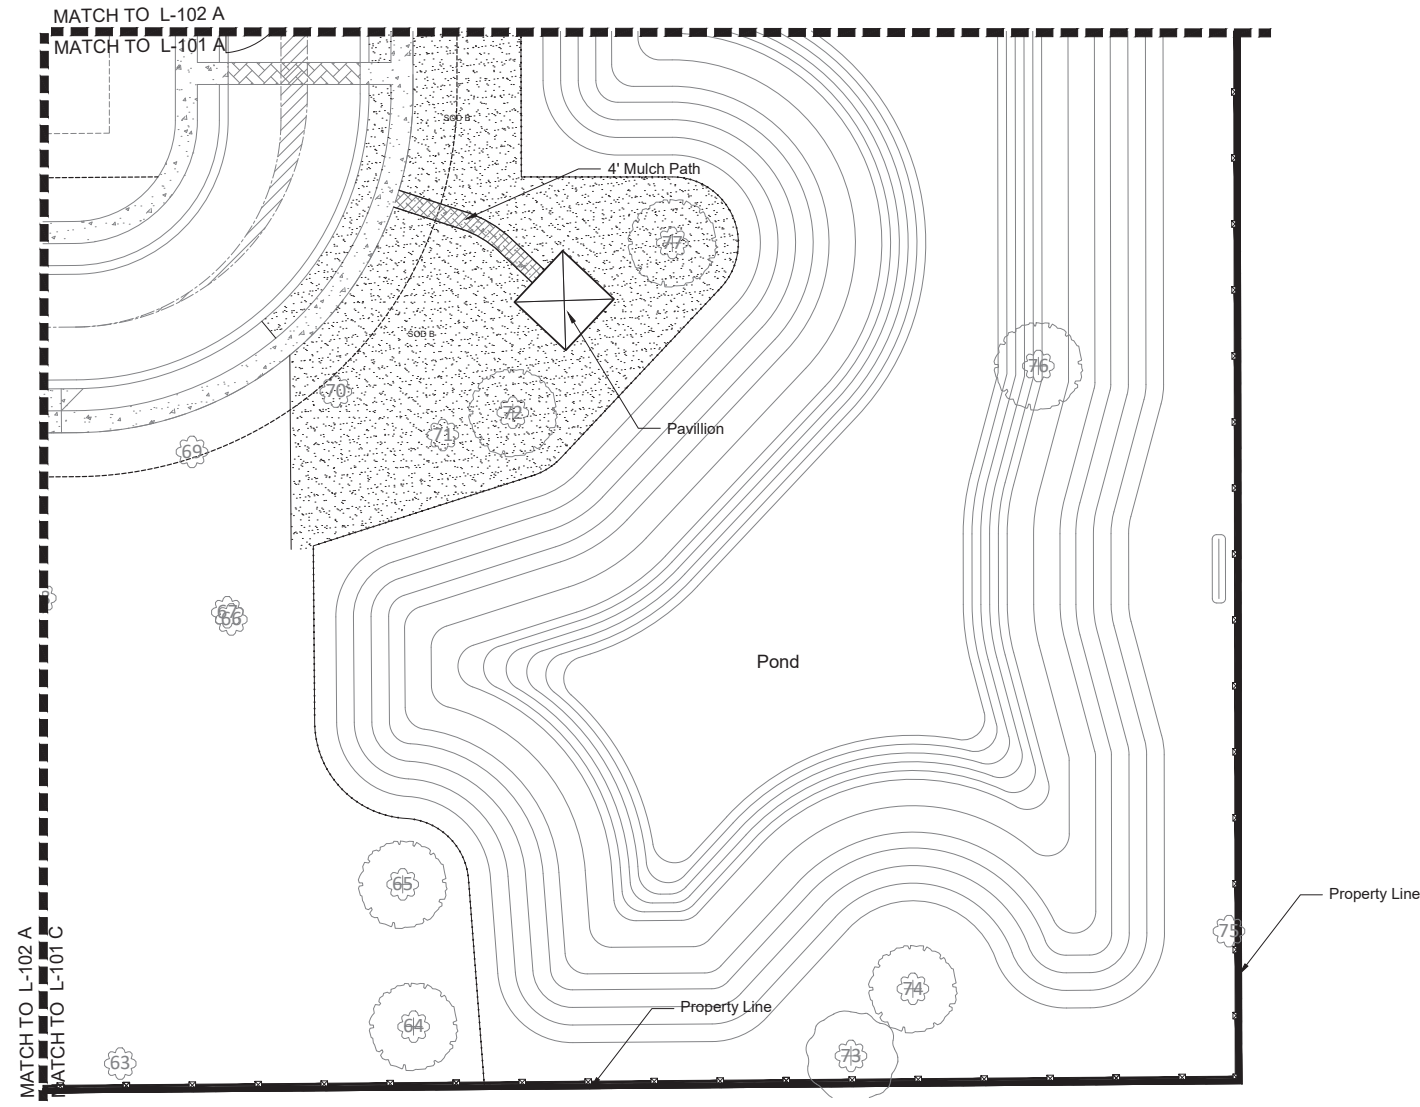 MATCH TO L-102 A
MATCH TO L-101 A
SOD B
4' Mulch Path
77
SOD B
76
70
72
71
Pavillion
69
67
66
Pond
65
Property Line
75
MATCH TO L-102 A
MATCH TO L-101 C
74
Property Line
64
73
63